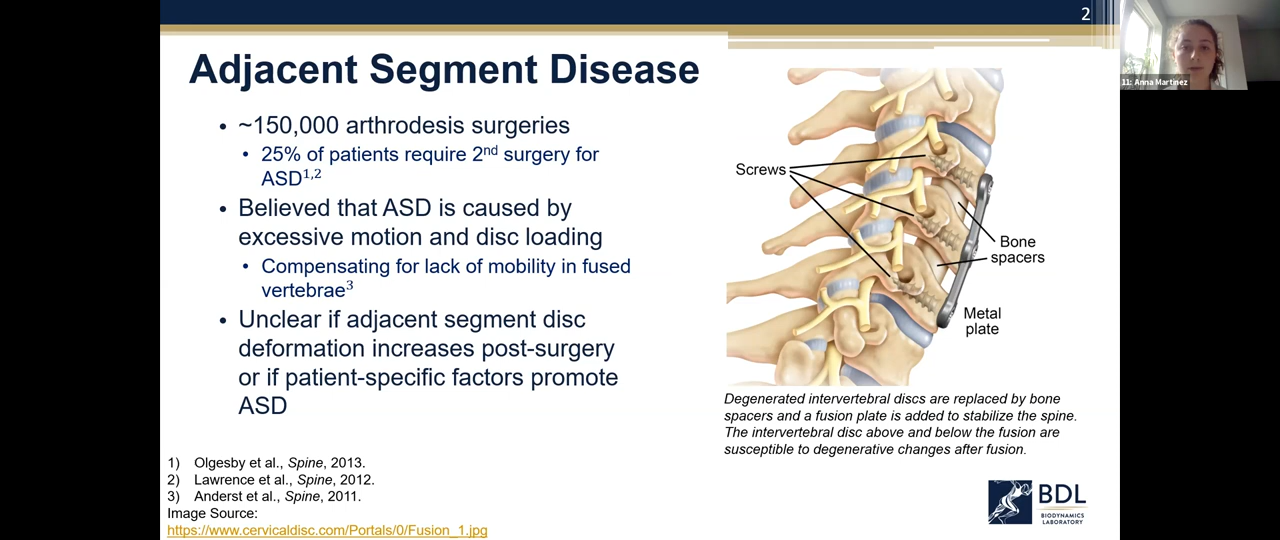 2
11: Anna Martinez
Adjacent Segment Disease
• ~150,000 arthrodesis surgeries
• 25% of patients require 2nd surgery for
ASD1,2
• Believed that ASD is caused by
excessive motion and disc loading
• Compensating for lack of mobility in fused
vertebrae3
• Unclear if adjacent segment disc
deformation increases post-surgery
or if patient-specific factors promote
ASD
Screws
Bone
spacers
Metal
plate
Degenerated intervertebral discs are replaced by bone
spacers and a fusion plate is added to stabilize the spine.
The intervertebral disc above and below the fusion are
susceptible to degenerative changes after fusion.
1) Olgesby et al., Spine, 2013.
2) Lawrence et al., Spine, 2012.
3) Anderst et al., Spine, 2011.
Image Source:
https://www.cervicaldisc.com/Portals/0/Fusion_1.jpg
BDL
BIODYNAMICS
LABORATORY